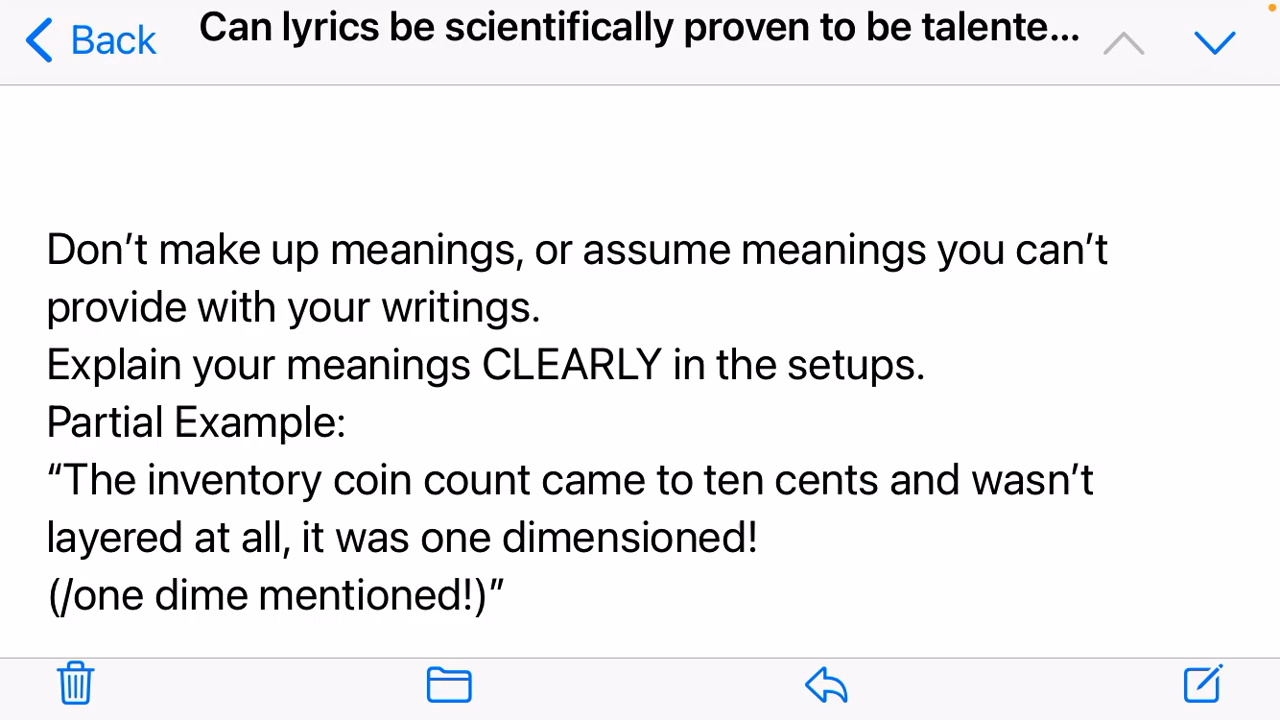 Back
Can lyrics be scientifically proven to be talente...
Don’t make up meanings, or assume meanings you can’t
provide with your writings.
Explain your meanings CLEARLY in the setups.
Partial Example:
“The inventory coin count came to ten cents and wasn’t
layered at all, it was one dimensioned!
(/one dime mentioned!)”